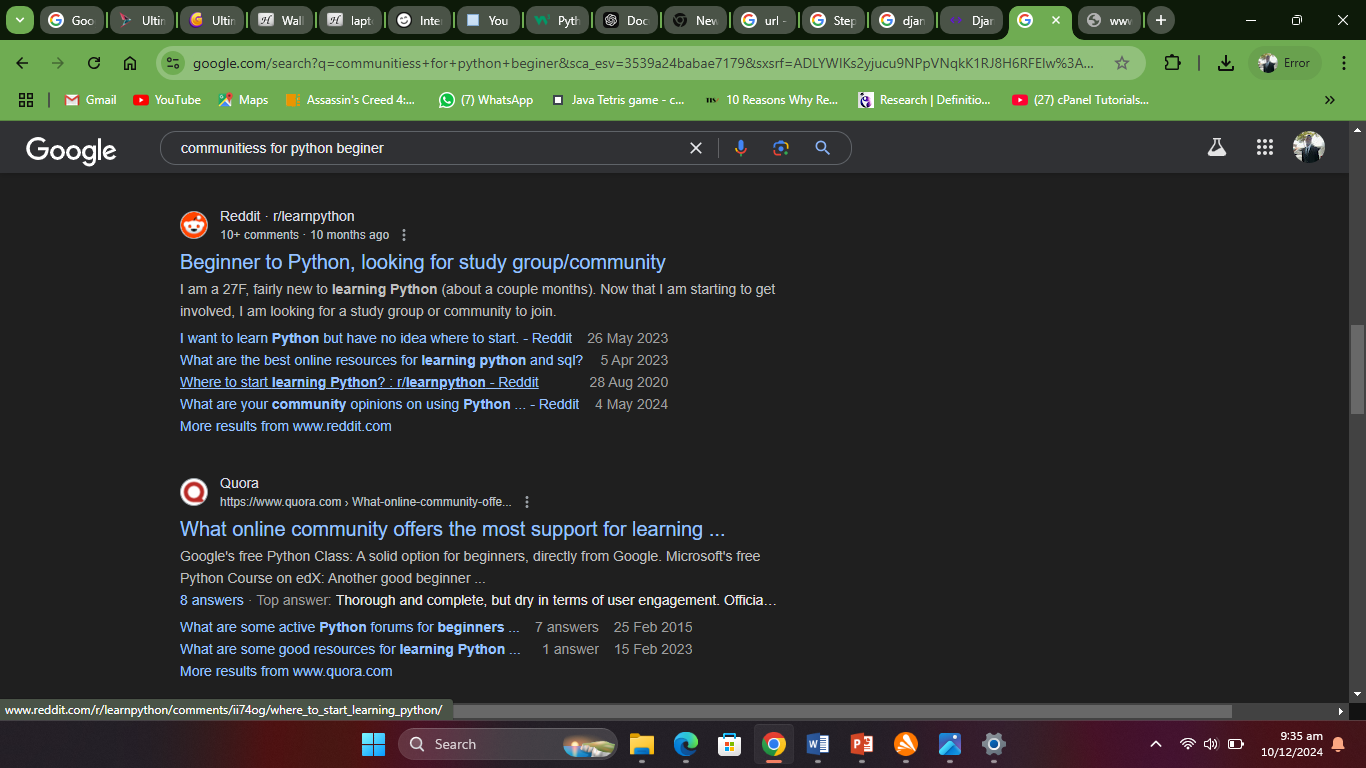 Goo
Ultin
Ultin
Wall
lapt
Inte
You
Pyth
Doc
New
url -
Step
djan
Djar
www
google.com/search?q=communitiess+for+python+beginer&sca_esv=3539a24babae7179&sxsrf=ADLYWIKs2yjucu9NPpVNqkK1RJ8H6RFEIw%3A...
Error
Gmail
YouTube
Maps
Assassin's Creed 4:...
(7) WhatsApp
Java Tetris game - c...
10 Reasons Why Re...
Research | Definitio...
(27) cPanel Tutorials...
Google
communitiess for python beginer
Reddit · r/learnpython
10+ comments · 10 months ago
Beginner to Python, looking for study group/community
I am a 27F, fairly new to learning Python (about a couple months). Now that I am starting to get
involved, I am looking for a study group or community to join.
I want to learn Python but have no idea where to start. - Reddit 26 May 2023
What are the best online resources for learning python and sql? 5 Apr 2023
Where to start learning Python? : r/learnpython - Reddit 28 Aug 2020
What are your community opinions on using Python ... - Reddit 4 May 2024
More results from www.reddit.com
Quora
https://www.quora.com › What-online-community-offe...
What online community offers the most support for learning ...
Google's free Python Class: A solid option for beginners, directly from Google. Microsoft's free
Python Course on edX: Another good beginner ...
8 answers · Top answer: Thorough and complete, but dry in terms of user engagement. Officia...
What are some active Python forums for beginners ... 7 answers 25 Feb 2015
What are some good resources for learning Python ... 1 answer 15 Feb 2023
More results from www.quora.com
www.reddit.com/r/learnpython/comments/ii74og/where_to_start_learning_python/
Search
9:35 am
10/12/2024